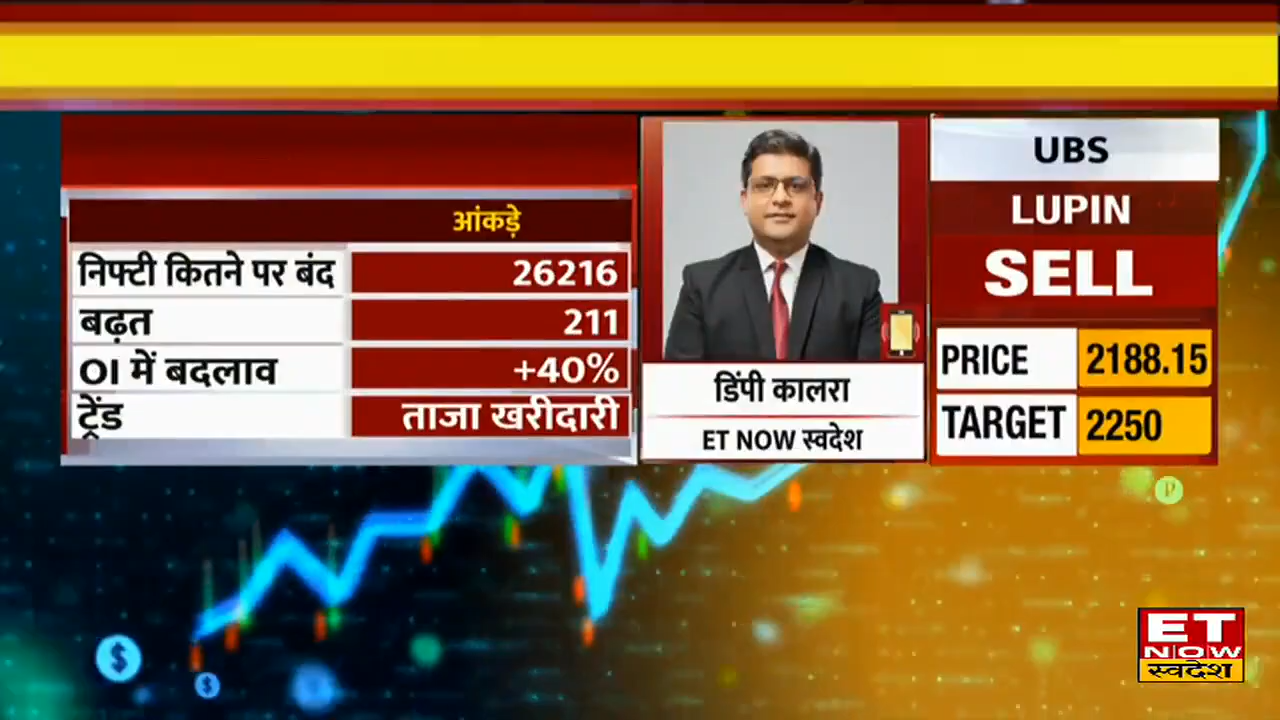 आंकड़े
निफ्टी कितने पर बंद 26216
बढ़त 211
OI में बदलाव +40%
ट्रेंड ताजा खरीदारी
डिंपी कालरा
ET NOW स्वदेश
UBS
LUPIN
SELL
PRICE 2188.15
TARGET 2250
ET
NOW
स्वदेश